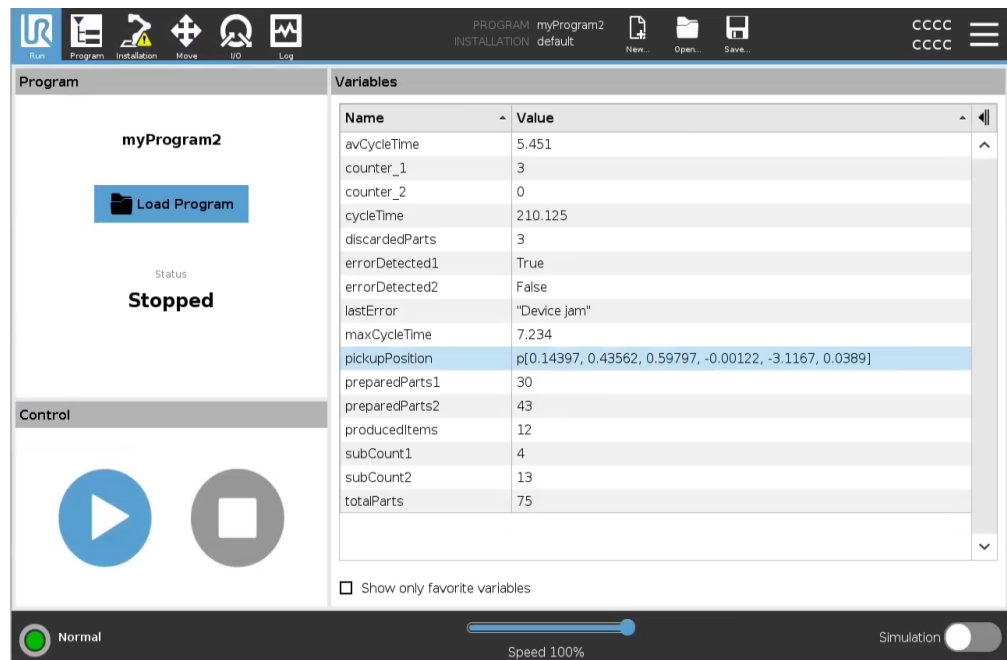 UR
PROGRAM myProgram2
INSTALLATION default
Run Program Installation Move I/O Log
New... Open... Save...
CCCC
CCCC
Program
myProgram2
Load Program
Status
Stopped
Control
Variables
Name Value
avCycleTime 5.451
counter_1 3
counter_2 0
cycleTime 210.125
discardedParts 3
errorDetected1 True
errorDetected2 False
lastError "Device jam"
maxCycleTime 7.234
pickupPosition p[0.14397, 0.43562, 0.59797, -0.00122, -3.1167, 0.0389]
preparedParts1 30
preparedParts2 43
producedItems 12
subCount1 4
subCount2 13
totalParts 75
Show only favorite variables
Normal
Speed 100%
Simulation